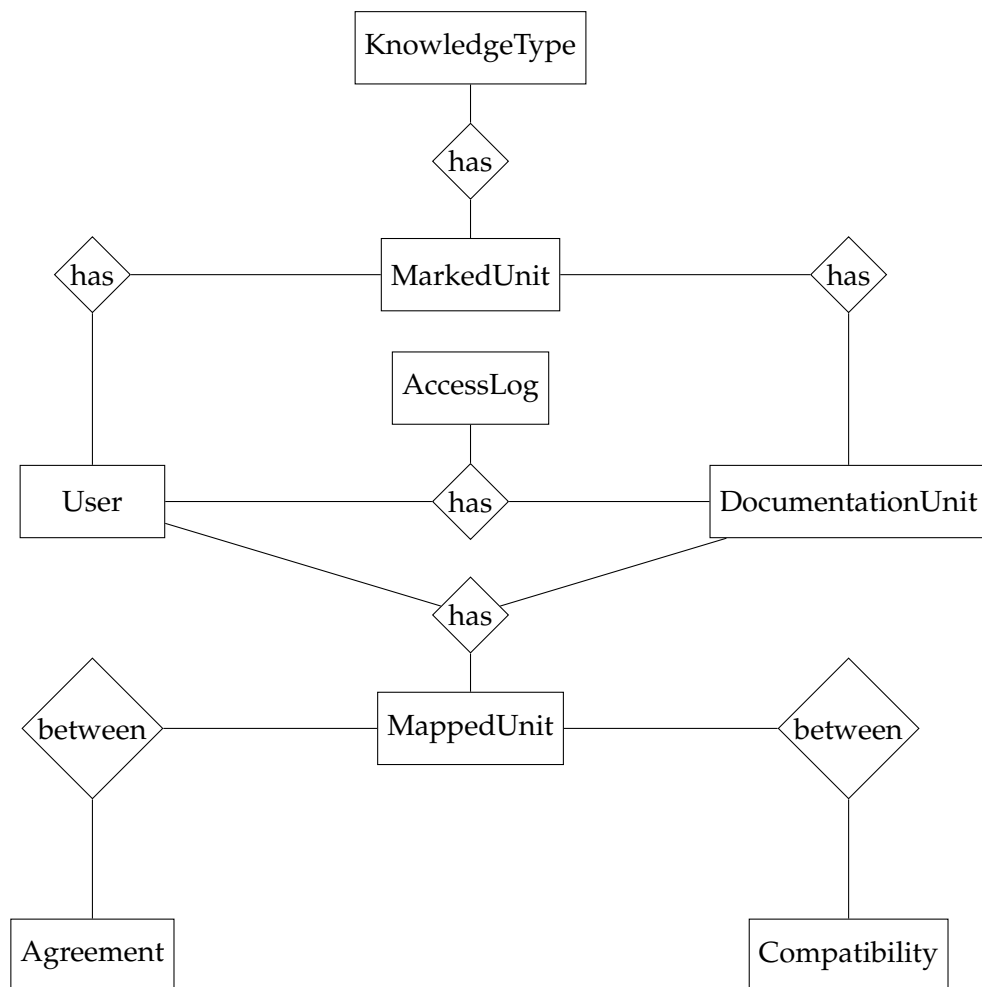 KnowledgeType
has
MarkedUnit
has
has
AccessLog
User
has
DocumentationUnit
has
between
MappedUnit
between
Agreement
Compatibility